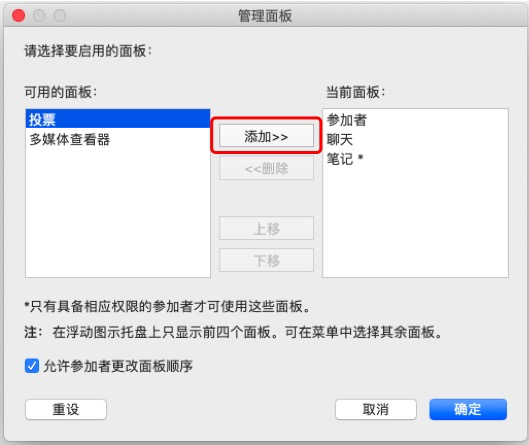 管理面板
请选择要启用的面板：
可用的面板：
当前面板：
投票
多媒体查看器
添加>>
<<删除
上移
下移
参加者
聊天
笔记 *
*只有具备相应权限的参加者才可使用这些面板。
注：在浮动图示托盘上只显示前四个面板。可在菜单中选择其余面板。
允许参加者更改面板顺序
重设
取消
确定